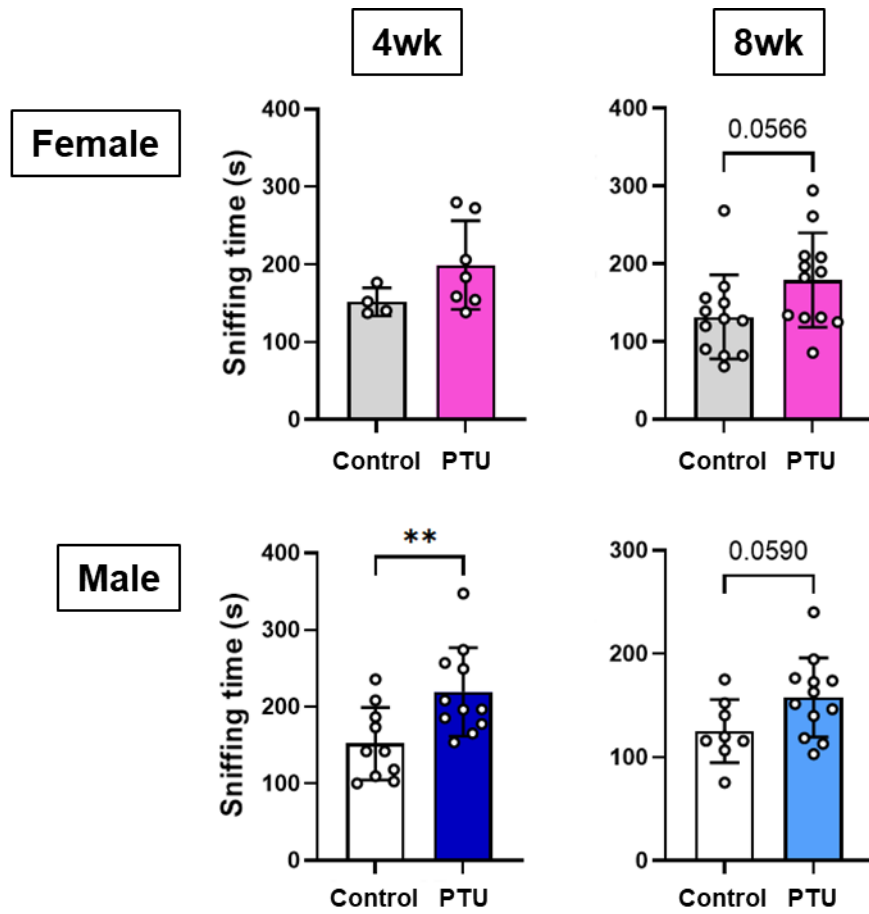 4wk
8wk
Female
Sniffing time (s)
400
300
200
100
0
Control PTU
400
300
200
100
0
0.0566
Control PTU
Male
Sniffing time (s)
400
300
200
100
0
**
Control PTU
300
200
100
0
0.0590
Control PTU